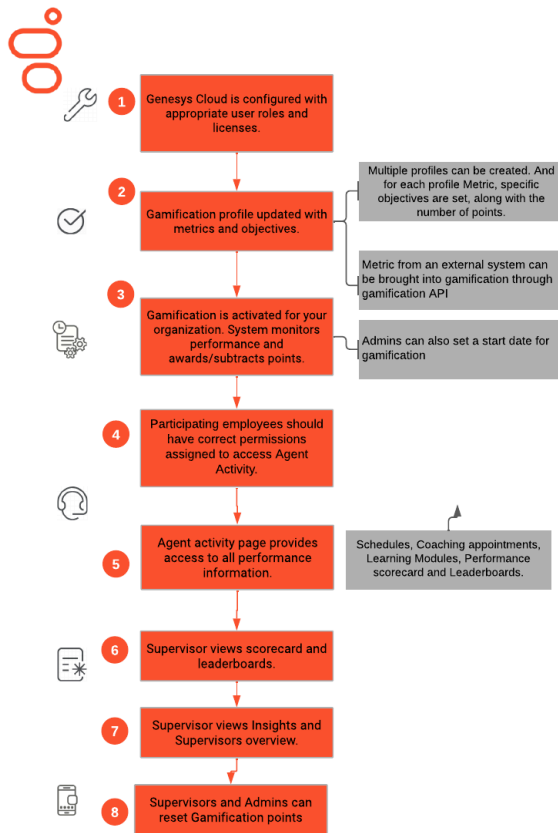 1
Genesys Cloud is configured with
appropriate user roles and
licenses.
2
Gamification profile updated with
metrics and objectives.
Multiple profiles can be created. And
for each profile Metric, specific
objectives are set, along with the
number of points.
Metric from an external system can
be brought into gamification through
gamification API
3
Gamification is activated for your
organization. System monitors
performance and
awards/subtracts points.
Admins can also set a start date for
gamification
4
Participating employees should
have correct permissions
assigned to access Agent
Activity.
5
Agent activity page provides
access to all performance
information.
Schedules, Coaching appointments,
Learning Modules, Performance
scorecard and Leaderboards.
6
Supervisor views scorecard and
leaderboards.
7
Supervisor views Insights and
Supervisors overview.
8
Supervisors and Admins can
reset Gamification points